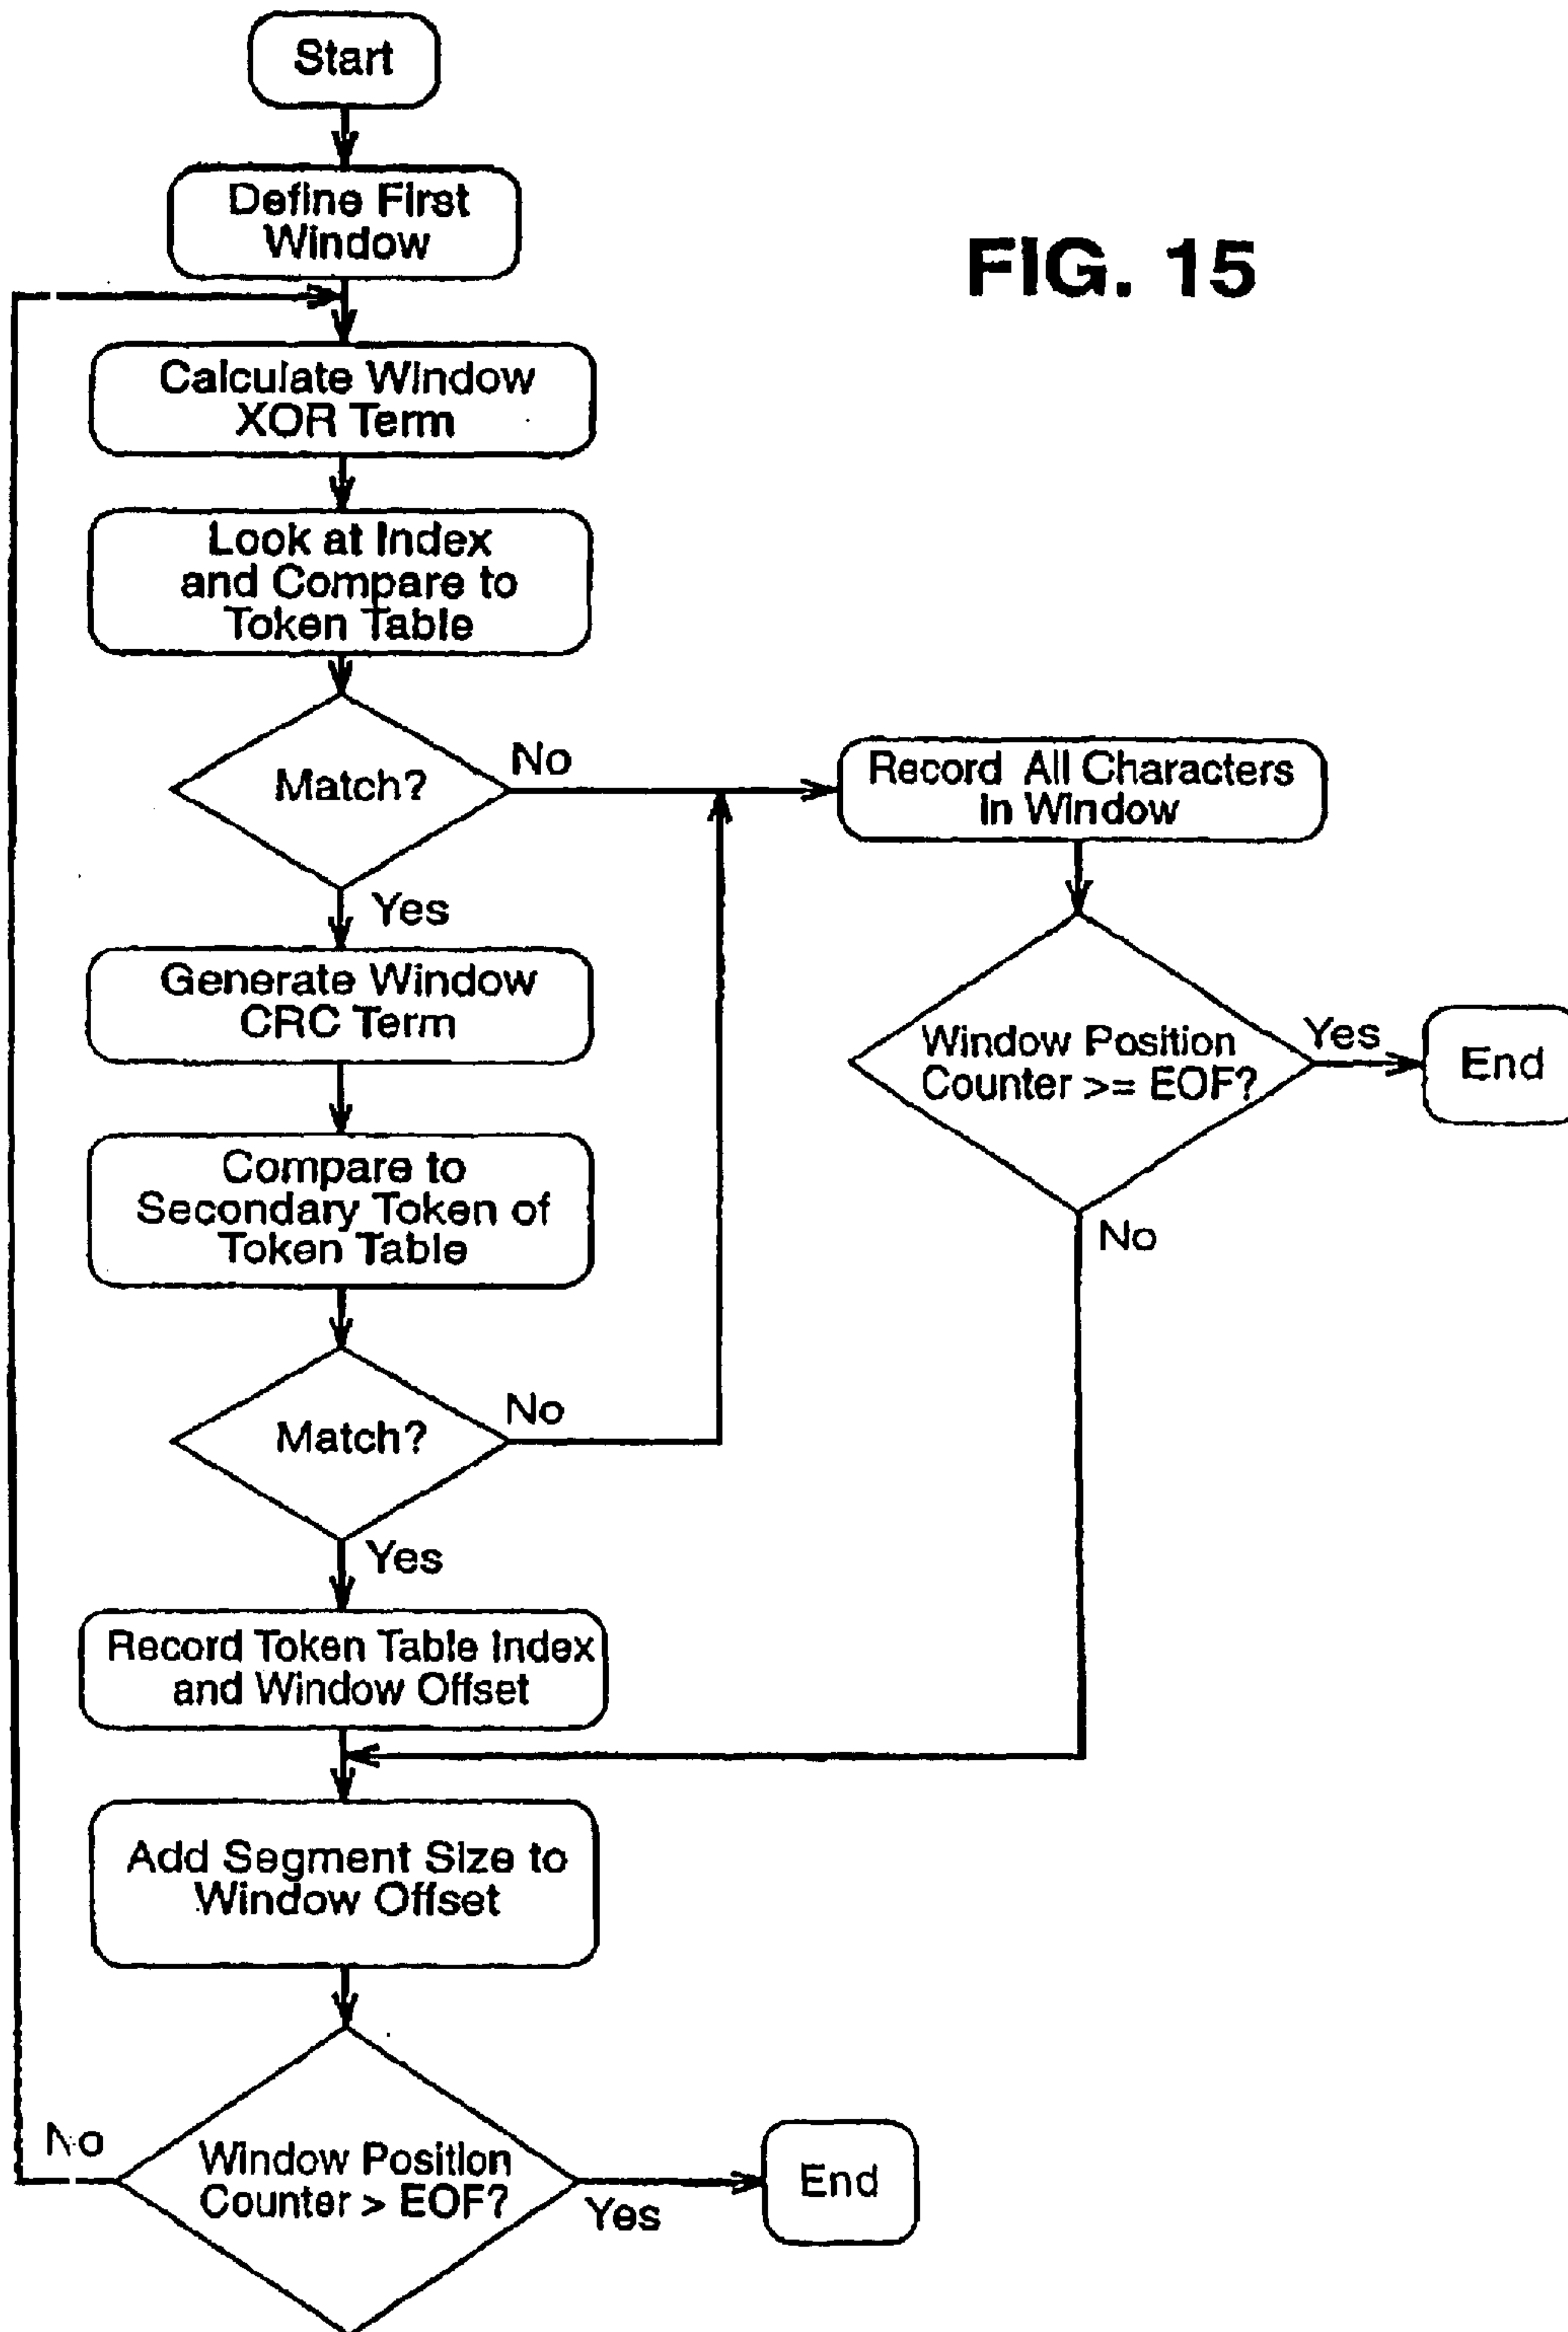 Start
Define First
Window
FIG. 15
Calculate Window
XOR Term
Look at Index
and Compare to
Token Table
Match?
No
Record All Characters
in Window
Yes
Generate Window
CRC Term
Window Position
Counter >= EOF?
Yes
End
No
Compare to
Secondary Token of
Token Table
Match?
No
Yes
Record Token Table Index
and Window Offset
Add Segment Size to
Window Offset
Window Position
Counter > EOF?
No
Yes
End